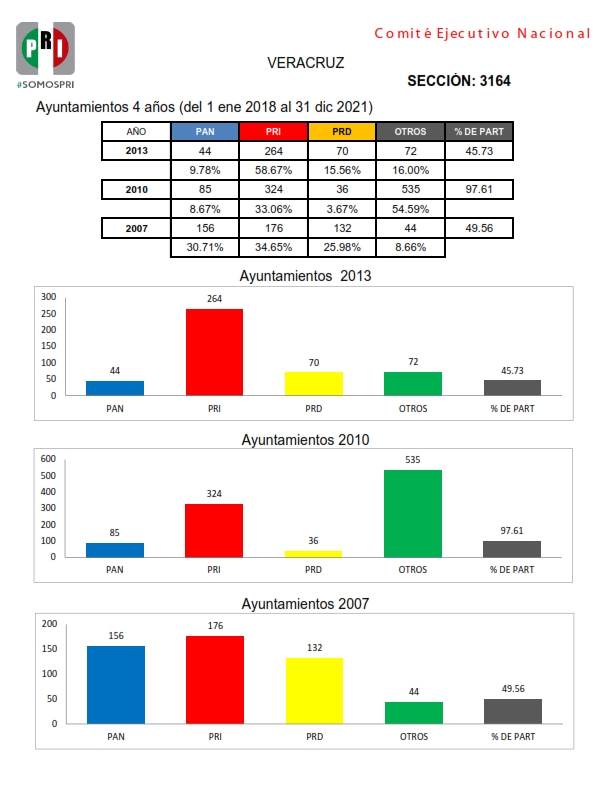 PRI
#SOMOSPRI
Comité Ejecutivo Nacional
VERACRUZ
SECCIÓN: 3164
Ayuntamientos 4 años (del 1 ene 2018 al 31 dic 2021)
AÑO PAN PRI PRD OTROS % DE PART
2013 44 264 70 72 45.73
9.78% 58.67% 15.56% 16.00%
2010 85 324 36 535 97.61
8.67% 33.06% 3.67% 54.59%
2007 156 176 132 44 49.56
30.71% 34.65% 25.98% 8.66%
Ayuntamientos 2013
300
250
200
150
100
50
0
44 264 70 72 45.73
PAN PRI PRD OTROS % DE PART
Ayuntamientos 2010
600
500
400
300
200
100
0
85 324 36 535 97.61
PAN PRI PRD OTROS % DE PART
Ayuntamientos 2007
200
150
100
50
0
156 176 132 44 49.56
PAN PRI PRD OTROS % DE PART